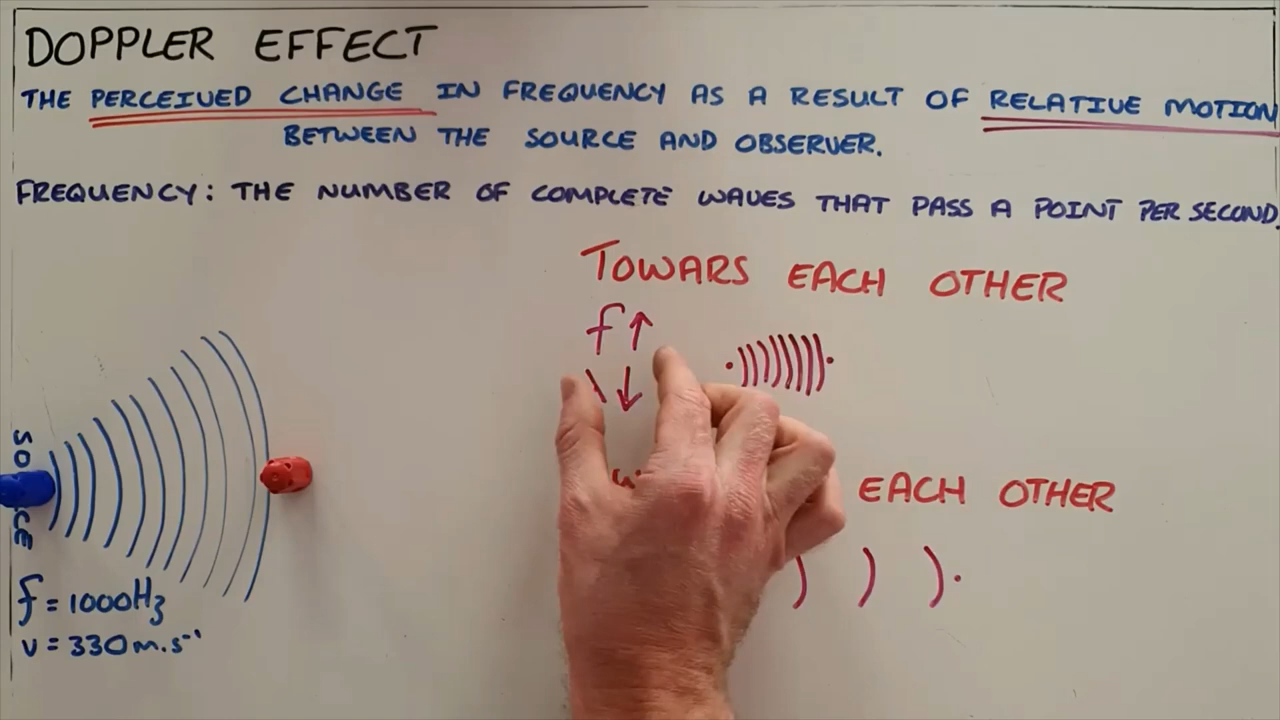 DOPPLER EFFECT
THE PERCEIVED CHANGE IN FREQUENCY AS A RESULT OF RELATIVE MOTION
BETWEEN THE SOURCE AND OBSERVER.
FREQUENCY: THE NUMBER OF COMPLETE WAVES THAT PASS A POINT PER SECOND.
TOWARS EACH OTHER
f↑
↓
EACH OTHER
f = 1000Hz
v = 330m.s⁻¹